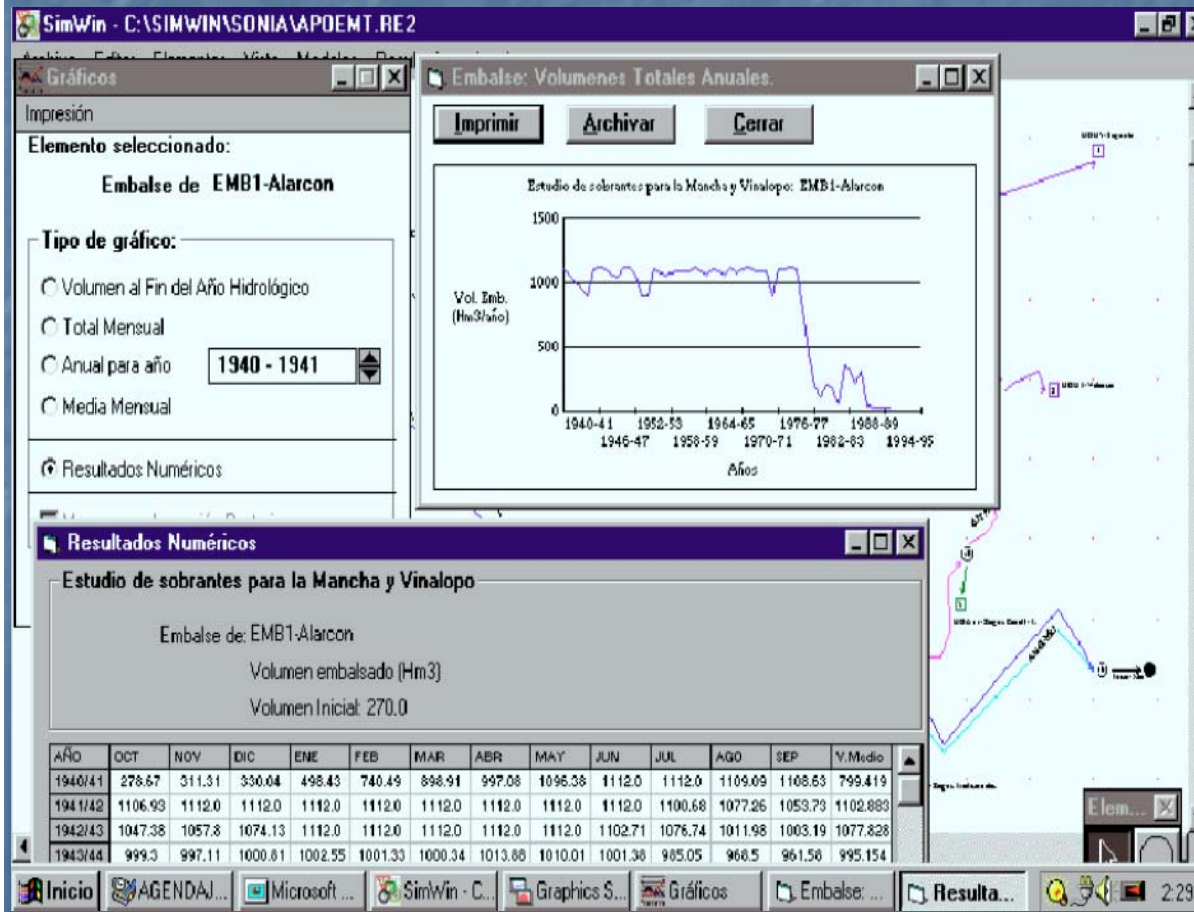 SimWin - C:\SIMWIN\SONIA\APOEMT.RE2
Gráficos
Impresión
Elemento seleccionado:
Embalse de EMB1-Alarcon
Tipo de gráfico:
Volumen al Fin del Año Hidrológico
Total Mensual
Anual para año 1940 - 1941
Media Mensual
Resultados Numéricos
Embalse: Volumenes Totales Anuales.
Imprimir Archivar Cerrar
Estudio de sobrantes para la Mancha y Vinalopo: EMB1-Alarcon
1500
1000
Vol. Emb.
(Hm3/año)
500
0
1940-41 1952-53 1964-65 1976-77 1988-89
1946-47 1958-59 1970-71 1982-83 1994-95
Años
Resultados Numéricos
Estudio de sobrantes para la Mancha y Vinalopo
Embalse de: EMB1-Alarcon
Volumen embalsado (Hm3)
Volumen Inicial: 270.0
AÑO OCT NOV DIC ENE FEB MAR ABR MAY JUN JUL AGO SEP V.Medio
1940/41 278.67 311.31 330.04 498.43 740.49 898.91 997.08 1096.38 1112.0 1112.0 1109.09 1108.63 799.419
1941/42 1106.93 1112.0 1112.0 1112.0 1112.0 1112.0 1112.0 1112.0 1112.0 1100.68 1077.26 1053.73 1102.883
1942/43 1047.38 1057.8 1074.13 1112.0 1112.0 1112.0 1112.0 1112.0 1102.71 1076.74 1011.98 1003.19 1077.828
1943/44 999.3 997.11 1000.81 1002.55 1001.33 1000.34 1013.88 1010.01 1001.38 985.05 968.5 961.58 995.154
Elem...
Inicio AGENDAJ... Microsoft ... SimWin - C... Graphics S... Gráficos Embalse: ... Resulta... 2:29